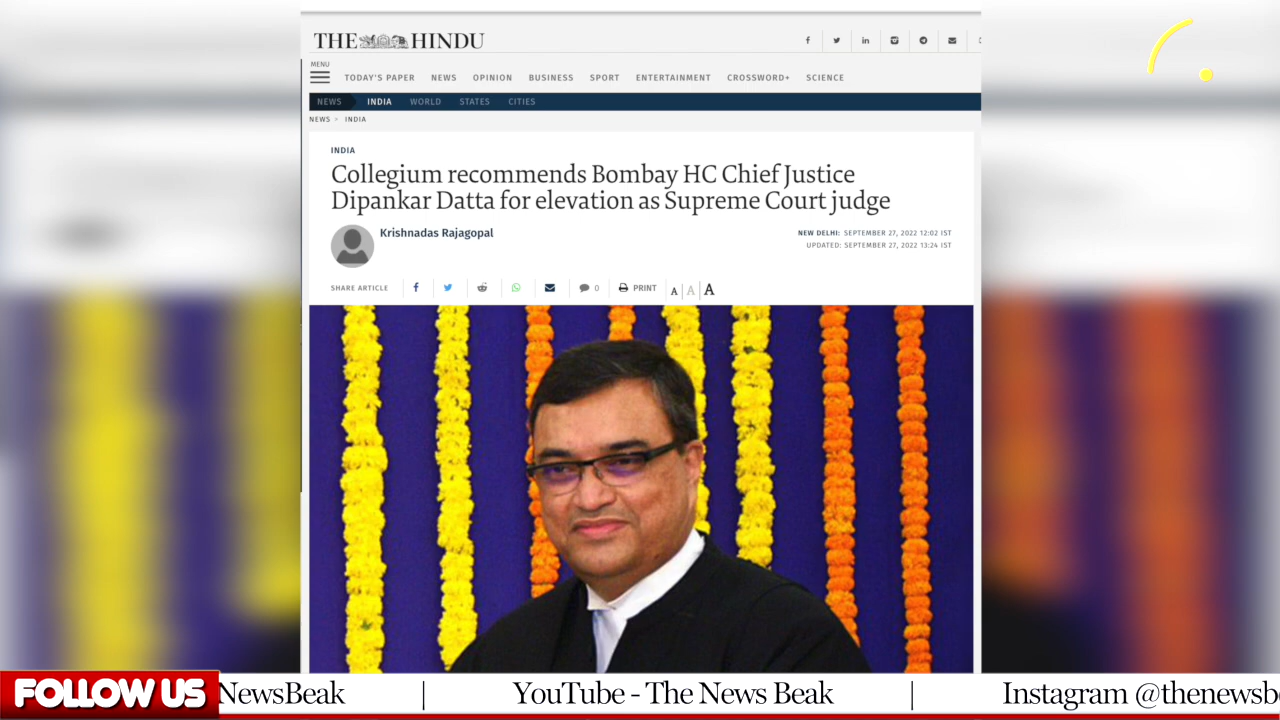 THE HINDU
MENU
TODAY'S PAPER NEWS OPINION BUSINESS SPORT ENTERTAINMENT CROSSWORD+ SCIENCE
NEWS INDIA WORLD STATES CITIES
NEWS > INDIA
INDIA
Collegium recommends Bombay HC Chief Justice
Dipankar Datta for elevation as Supreme Court judge
Krishnadas Rajagopal
NEW DELHI: SEPTEMBER 27, 2022 12:02 IST
UPDATED: SEPTEMBER 27, 2022 13:24 IST
SHARE ARTICLE 0 PRINT A A A
FOLLOW US NewsBeak | YouTube - The News Beak | Instagram @thenewsb